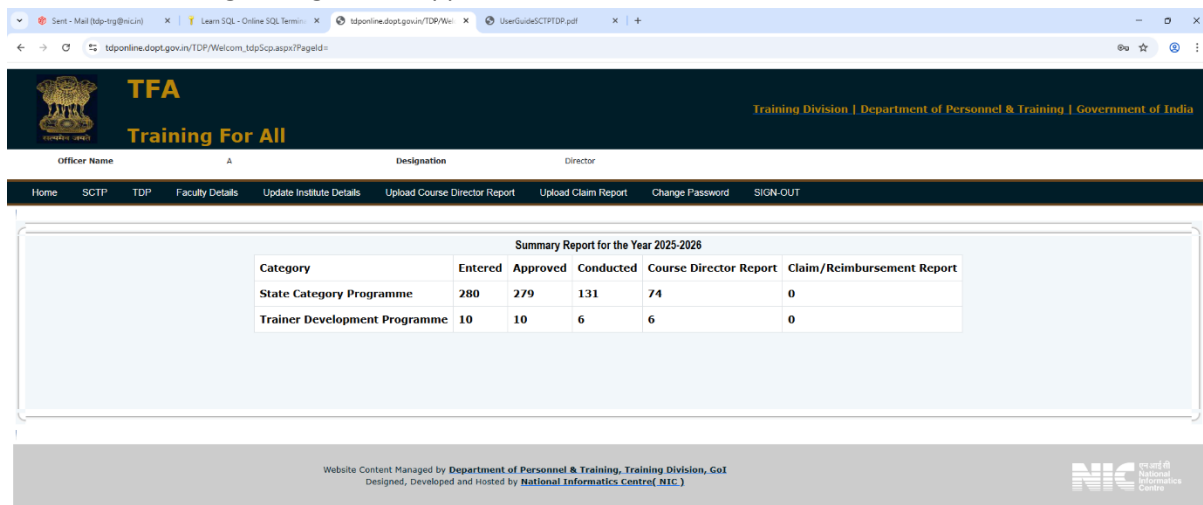 Sent - Mail (tdp-trg@nic.in)
Learn SQL - Online SQL Termin
tdponline.dopt.gov.in/TDP/Wel
UserGuideSCTPTDP.pdf
tdponline.dopt.gov.in/TDP/Welcom_tdpScp.aspx?PageId=
TFA
Training For All
सत्यमेव जयते
Training Division | Department of Personnel & Training | Government of India
Officer Name A Designation Director
Home SCTP TDP Faculty Details Update Institute Details Upload Course Director Report Upload Claim Report Change Password SIGN-OUT
Summary Report for the Year 2025-2026
Category Entered Approved Conducted Course Director Report Claim/Reimbursement Report
State Category Programme 280 279 131 74 0
Trainer Development Programme 10 10 6 6 0
Website Content Managed by Department of Personnel & Training, Training Division, GoI
Designed, Developed and Hosted by National Informatics Centre( NIC )
NIC
एन आई सी
National
Informatics
Centre